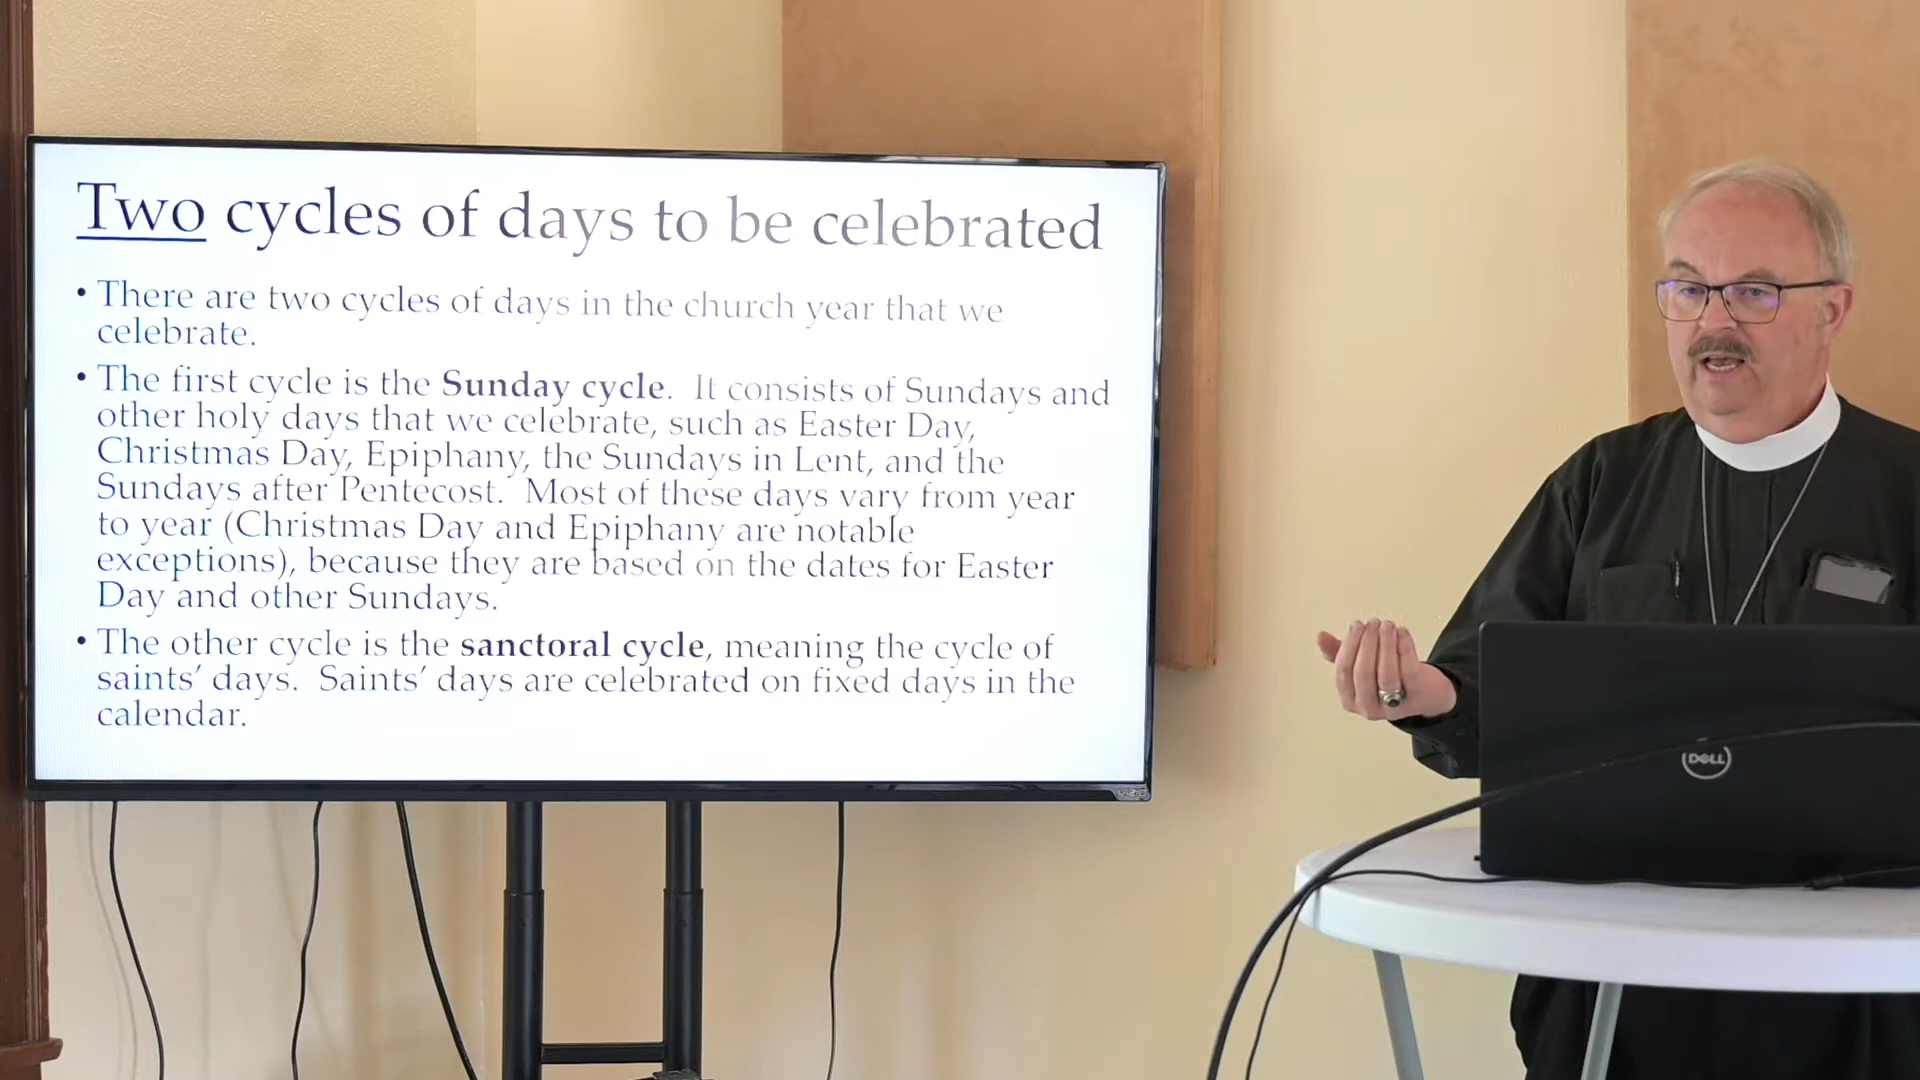 Two cycles of days to be celebrated
• There are two cycles of days in the church year that we
celebrate.
• The first cycle is the Sunday cycle. It consists of Sundays and
other holy days that we celebrate, such as Easter Day,
Christmas Day, Epiphany, the Sundays in Lent, and the
Sundays after Pentecost. Most of these days vary from year
to year (Christmas Day and Epiphany are notable
exceptions), because they are based on the dates for Easter
Day and other Sundays.
• The other cycle is the sanctoral cycle, meaning the cycle of
saints’ days. Saints’ days are celebrated on fixed days in the
calendar.
VIZIO
DELL